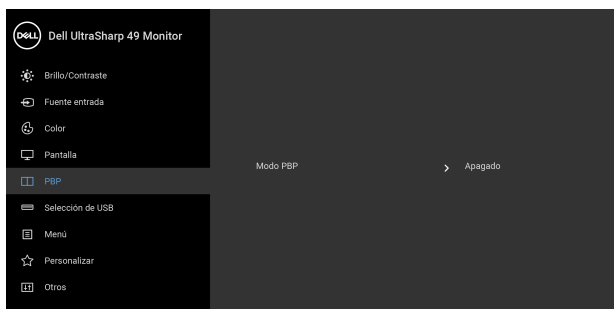 DELL Dell UltraSharp 49 Monitor
Brillo/Contraste
Fuente entrada
Color
Pantalla
PBP
Selección de USB
Menú
Personalizar
Otros
Modo PBP > Apagado